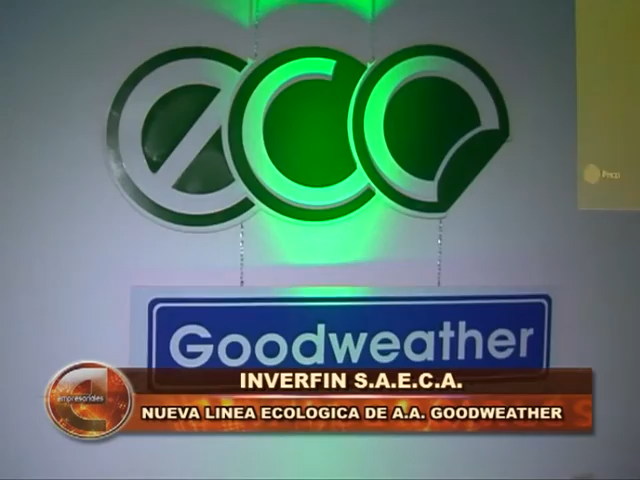 eco
Goodweather
INVERFIN S.A.E.C.A.
empresariales
NUEVA LINEA ECOLOGICA DE A.A. GOODWEATHER